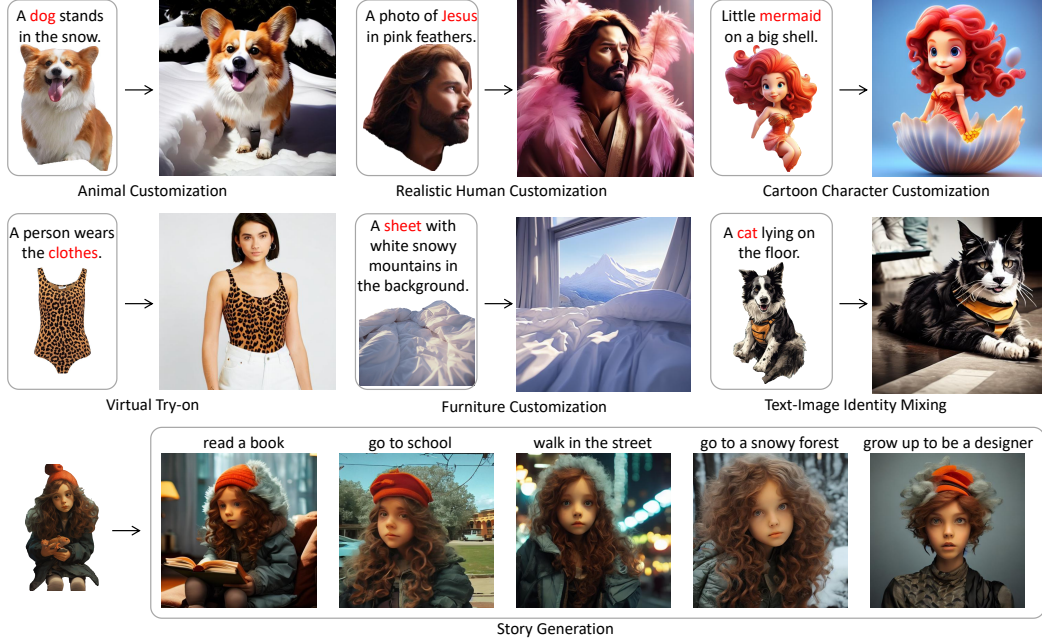 A dog stands
in the snow.
A photo of Jesus
in pink feathers.
Little mermaid
on a big shell.
Animal Customization
Realistic Human Customization
Cartoon Character Customization
A person wears
the clothes.
A sheet with
white snowy
mountains in
the background.
A cat lying on
the floor.
Virtual Try-on
Furniture Customization
Text-Image Identity Mixing
read a book
go to school
walk in the street
go to a snowy forest
grow up to be a designer
Story Generation